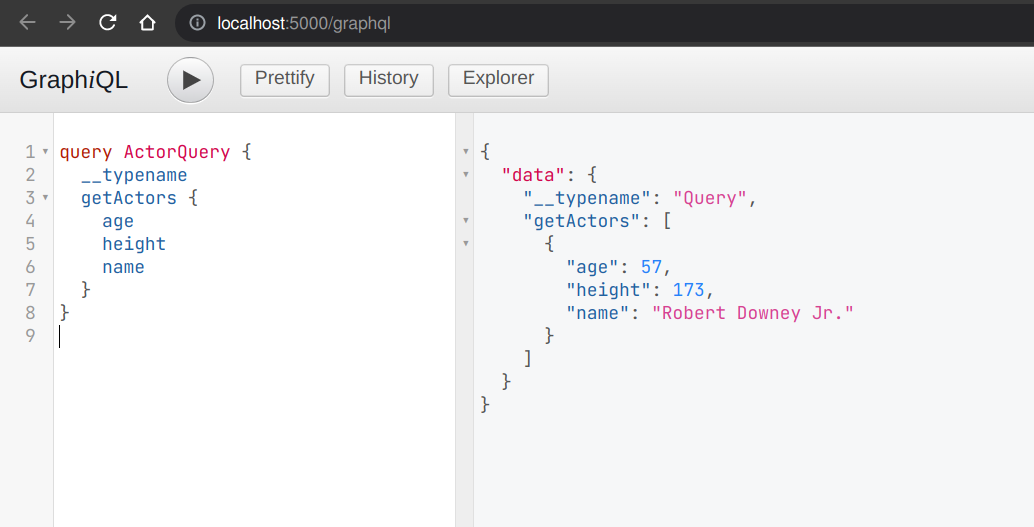 localhost:5000/graphql
GraphiQL
Prettify
History
Explorer
1 query ActorQuery {
2 __typename
3 getActors {
4 age
5 height
6 name
7 }
8 }
9
{
"data": {
"__typename": "Query",
"getActors": [
{
"age": 57,
"height": 173,
"name": "Robert Downey Jr."
}
]
}
}